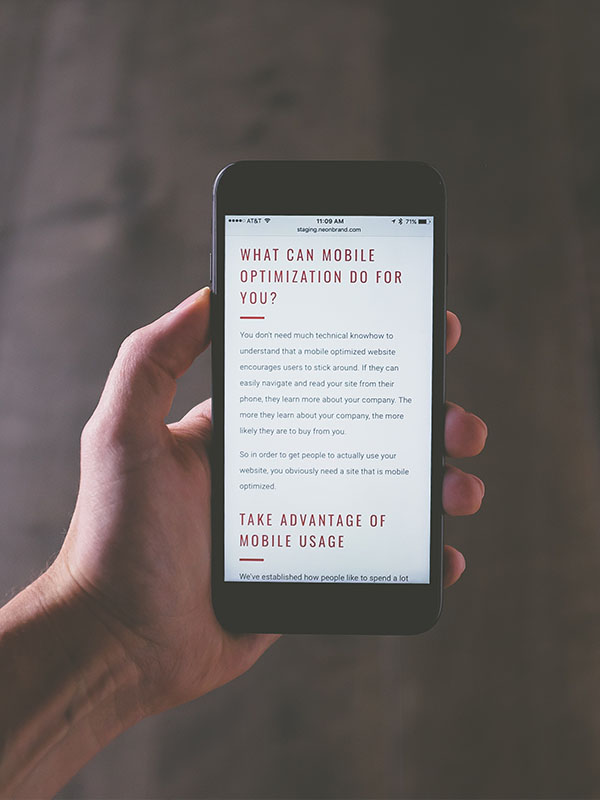 AT&T 11:09 AM 71%
staging.neonbrand.com
WHAT CAN MOBILE
OPTIMIZATION DO FOR
YOU?
You don't need much technical knowhow to
understand that a mobile optimized website
encourages users to stick around. If they can
easily navigate and read your site from their
phone, they learn more about your company. The
more they learn about your company, the more
likely they are to buy from you.
So in order to get people to actually use your
website, you obviously need a site that is mobile
optimized.
TAKE ADVANTAGE OF
MOBILE USAGE
We've established how people like to spend a lot